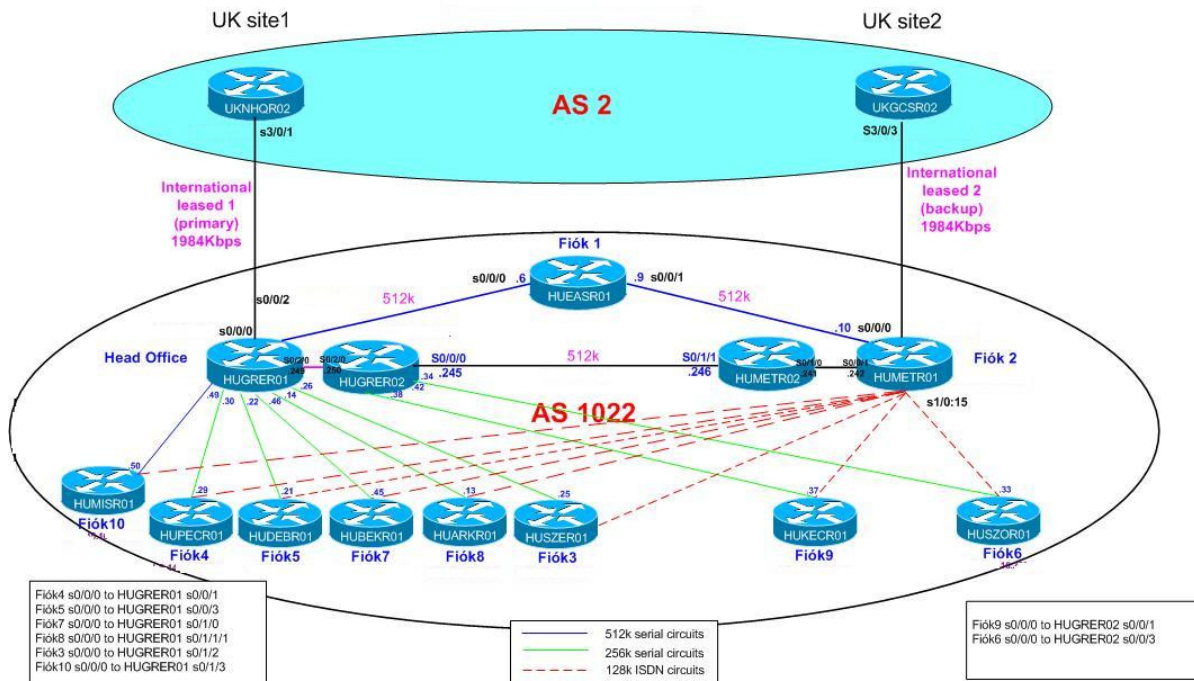 UK site1
UK site2
UKNHQR02
AS 2
UKGCSR02
s3/0/1
S3/0/3
International
leased 1
(primary)
1984Kbps
International
leased 2
(backup)
1984Kbps
Fiók 1
s0/0/0
.6
.9
s0/0/1
HUEASR01
s0/0/2
512k
512k
s0/0/0
.10
s0/0/0
Head Office
S0/2/0
.249
S0/2/0
.250
S0/0/0
.245
512k
S0/1/1
.246
S0/1/0
.241
S0/0/1
.242
Fiók 2
HUGRER01
HUGRER02
HUMETR02
HUMETR01
.49
.30
.22
.46
.14
.26
.38
.34
.42
AS 1022
s1/0:15
.50
HUMISR01
Fiók10
.29
HUPECR01
Fiók4
.21
HUDEBR01
Fiók5
.45
HUBEKR01
Fiók7
.13
HUARKR01
Fiók8
.25
HUSZER01
Fiók3
.37
HUKECR01
Fiók9
.33
HUSZOR01
Fiók6
Fiók4 s0/0/0 to HUGRER01 s0/0/1
Fiók5 s0/0/0 to HUGRER01 s0/0/3
Fiók7 s0/0/0 to HUGRER01 s0/1/0
Fiók8 s0/0/0 to HUGRER01 s0/1/1/1
Fiók3 s0/0/0 to HUGRER01 s0/1/2
Fiók10 s0/0/0 to HUGRER01 s0/1/3
512k serial circuits
256k serial circuits
128k ISDN circuits
Fiók9 s0/0/0 to HUGRER02 s0/0/1
Fiók6 s0/0/0 to HUGRER02 s0/0/3